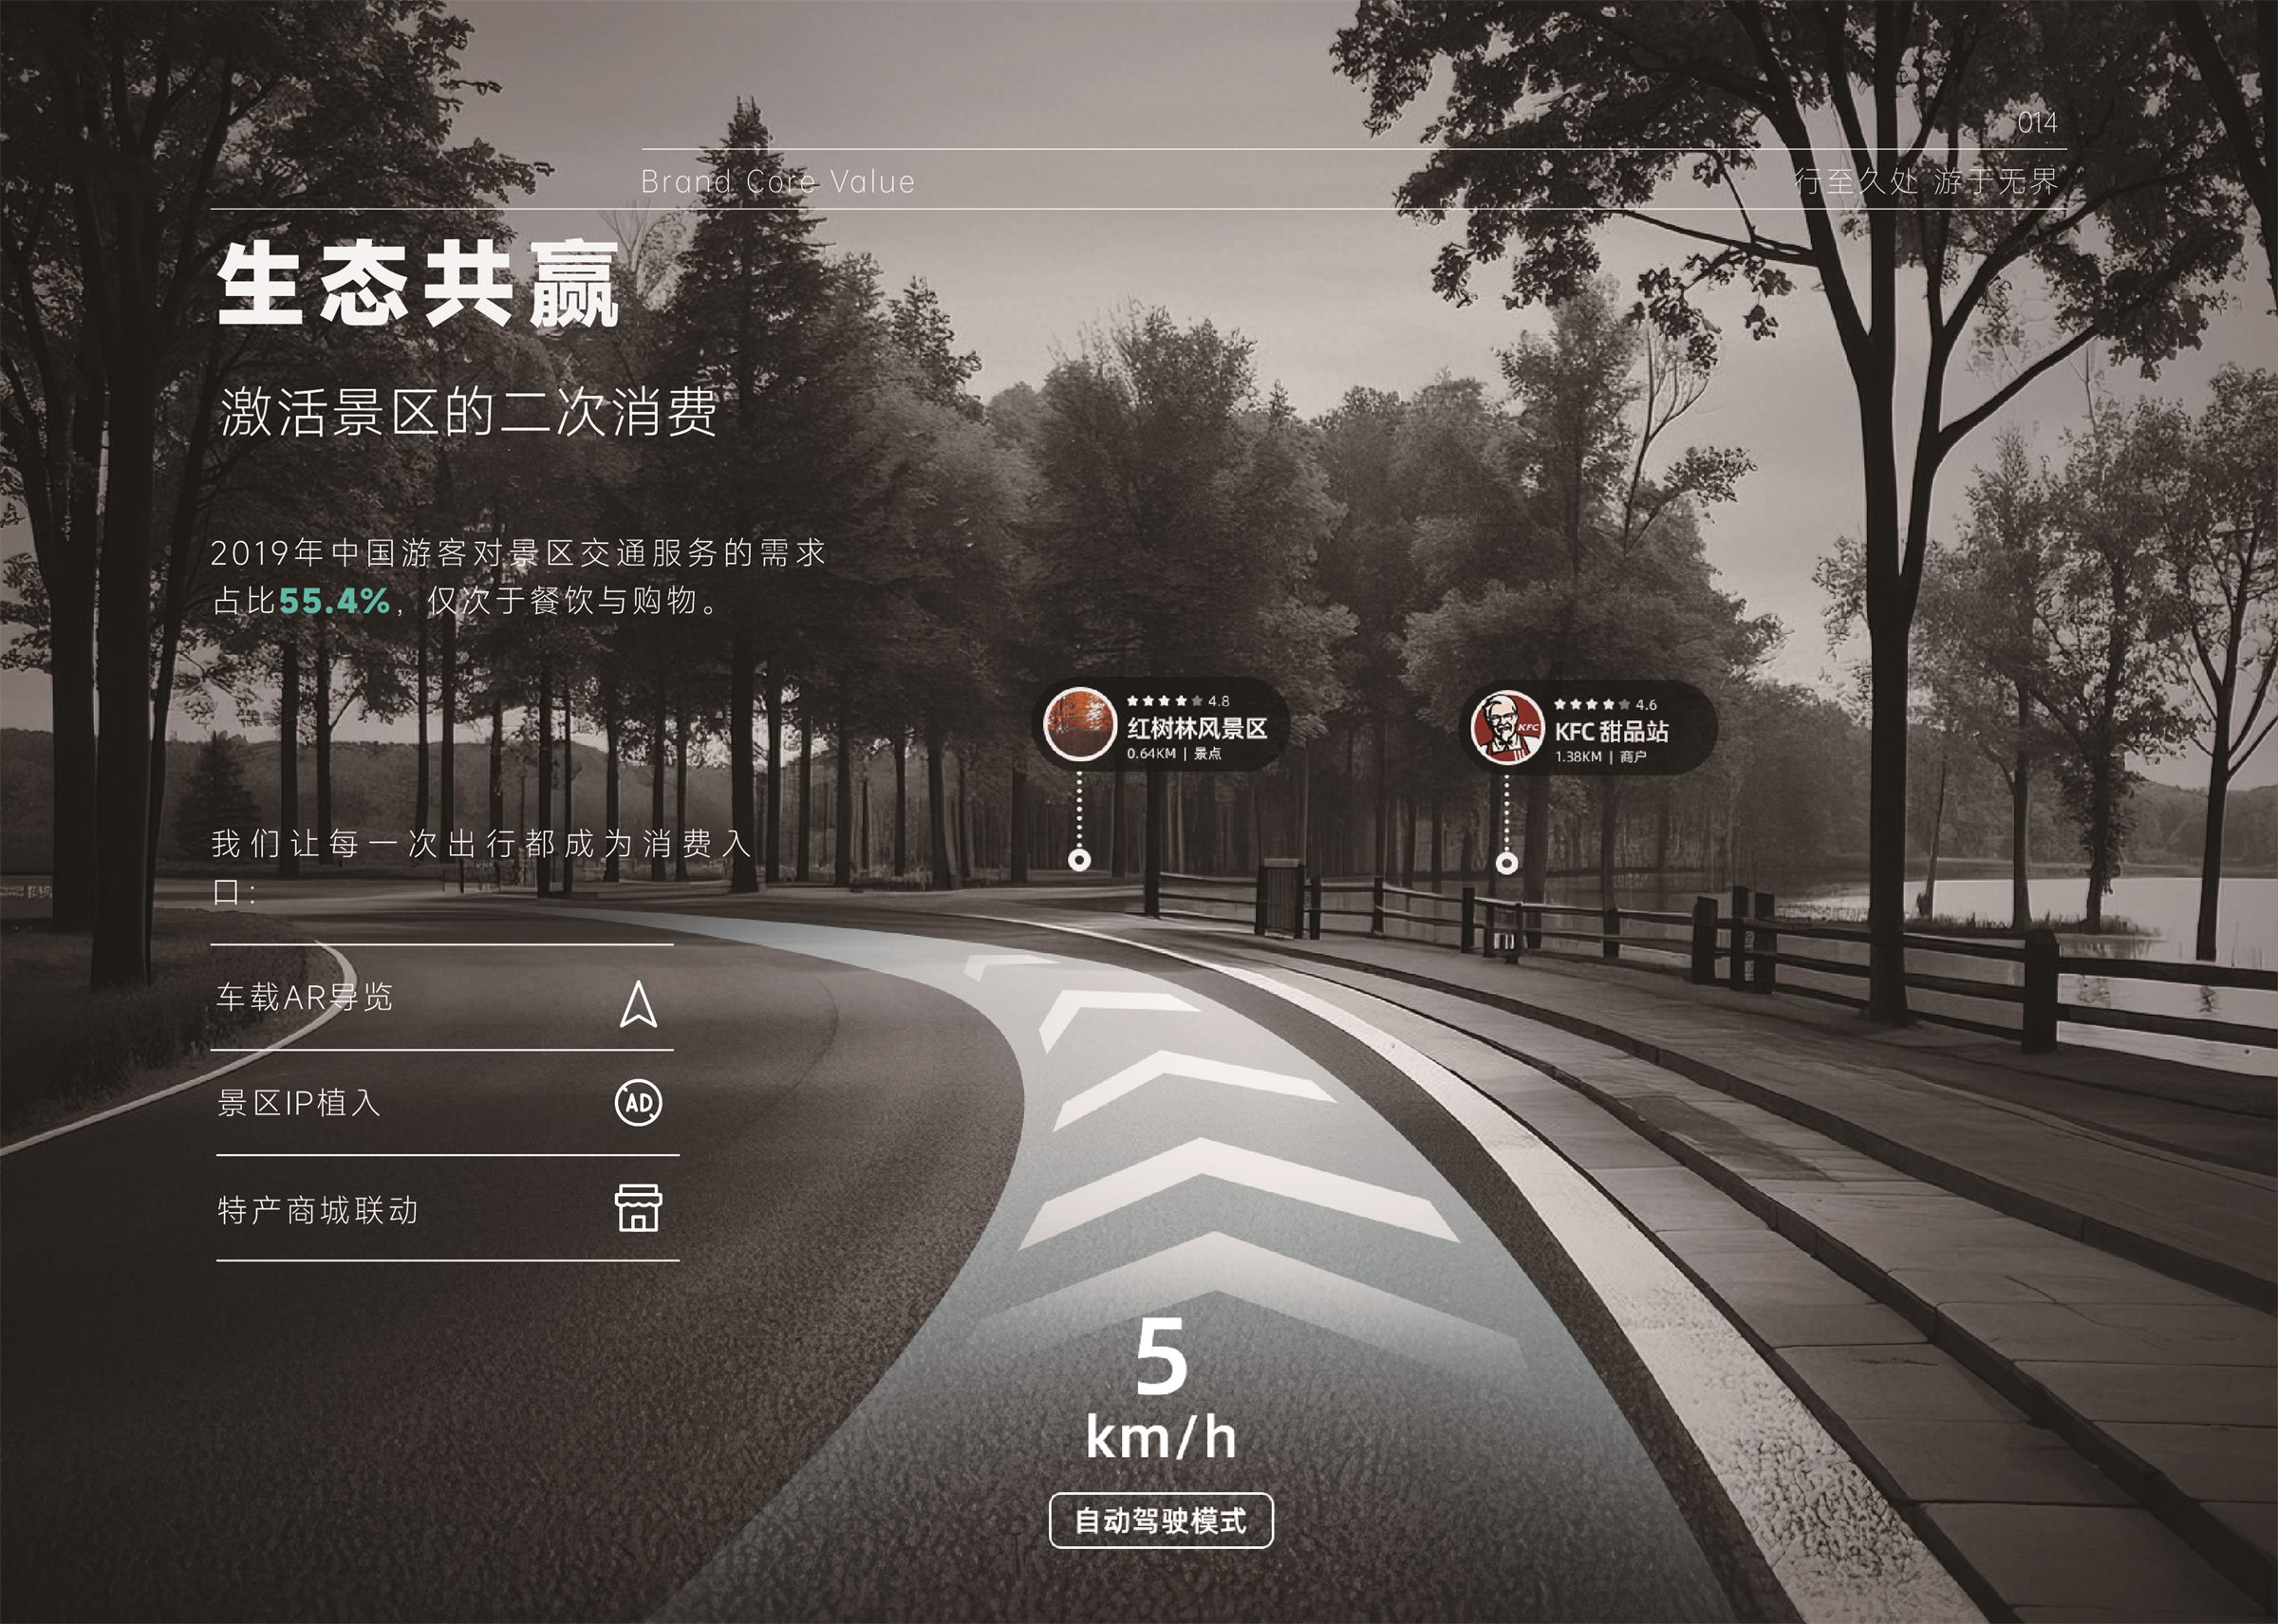 014
Brand Core Value
行至久处 游于无界
生态共赢
激活景区的二次消费
2019年中国游客对景区交通服务的需求
占比55.4%，仅次于餐饮与购物。
4.8
红树林风景区
0.64KM | 景点
4.6
KFC
KFC 甜品站
1.38KM | 商户
我们让每一次出行都成为消费入
口：
车载AR导览
景区IP植入
AD
特产商城联动
5
km/h
自动驾驶模式